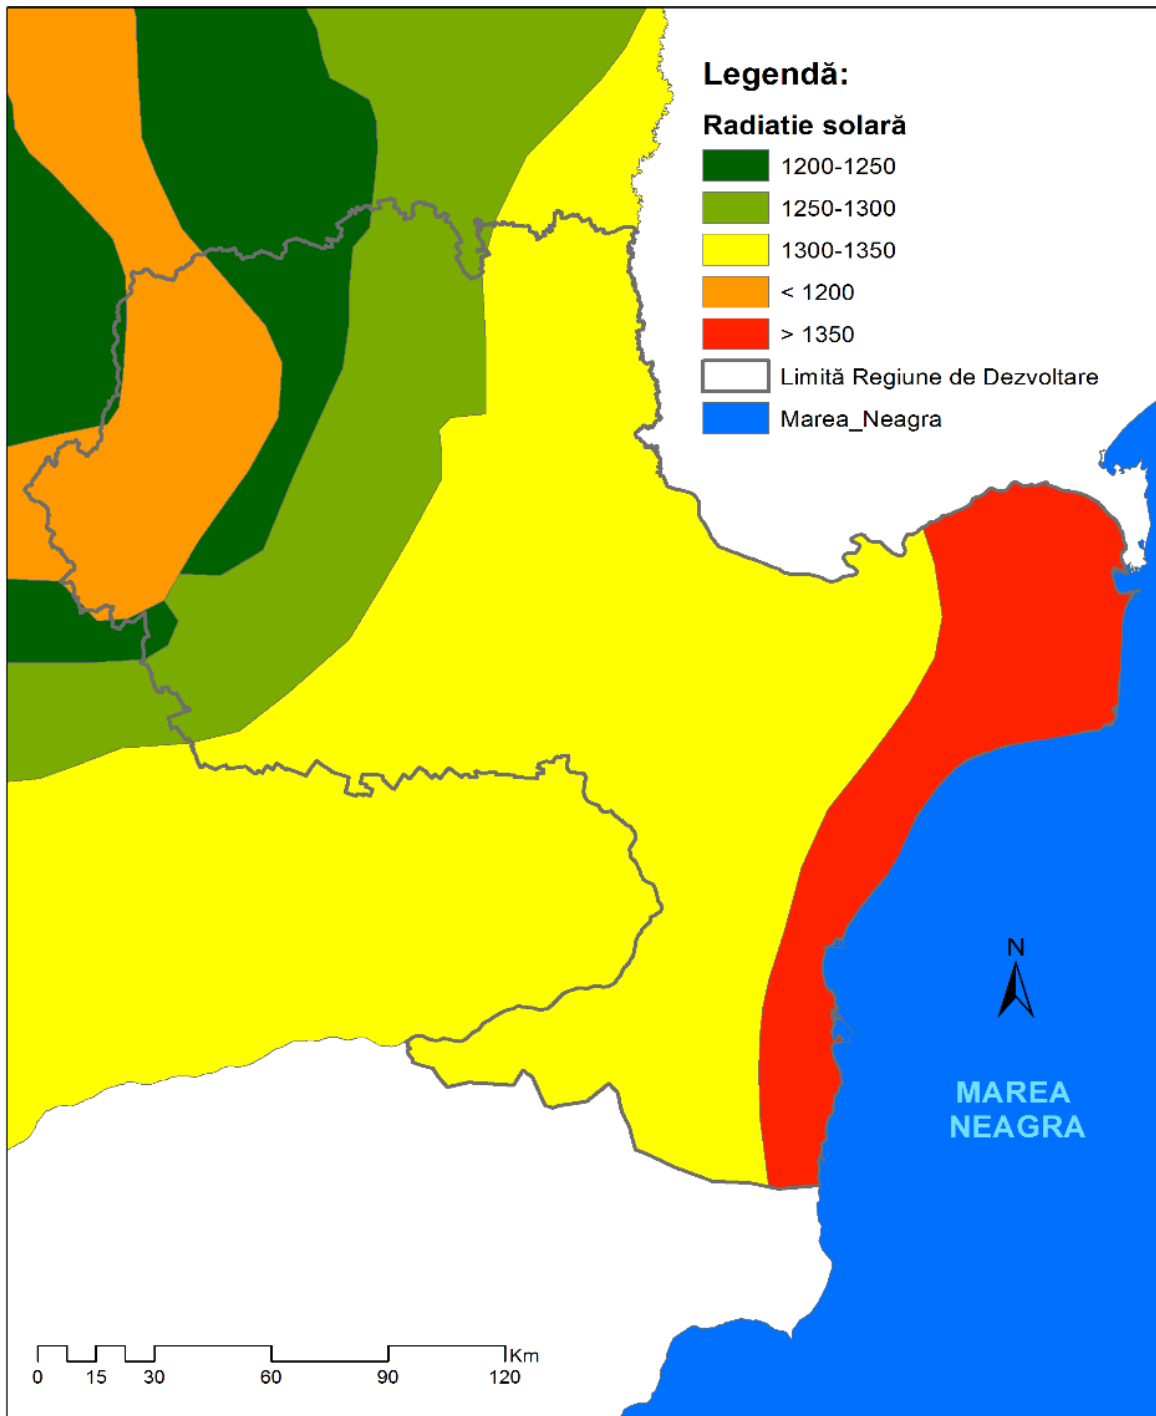 Legendă:
Radiatie solară
1200-1250
1250-1300
1300-1350
< 1200
> 1350
Limită Regiune de Dezvoltare
Marea_Neagra
N
MAREA
NEAGRA
Km
0 15 30 60 90 120